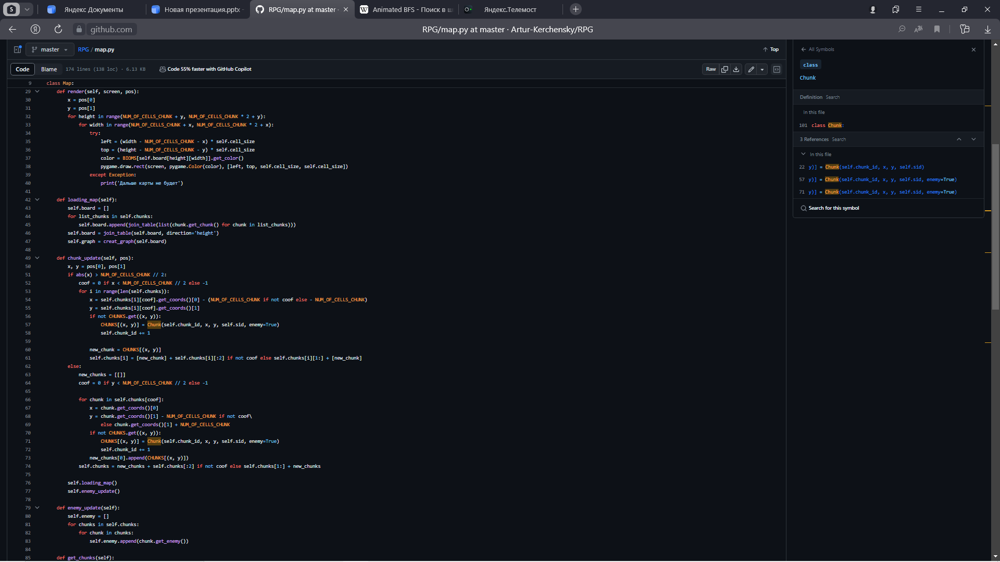 5
Яндекс Документы
Новая презентация.pptx -
RPG/map.py at master ·
Animated BFS - Поиск в ш
Яндекс.Телемост
github.com
RPG/map.py at master · Artur-Kerchensky/RPG
master
RPG / map.py
Top
Code
Blame
174 lines (138 loc) · 6.13 KB
Code 55% faster with GitHub Copilot
Raw
9 class Map:
29 def render(self, screen, pos):
30 x = pos[0]
31 y = pos[1]
32 for height in range(NUM_OF_CELLS_CHUNK + y, NUM_OF_CELLS_CHUNK * 2 + y):
33 for width in range(NUM_OF_CELLS_CHUNK + x, NUM_OF_CELLS_CHUNK * 2 + x):
34 try:
35 left = (width - NUM_OF_CELLS_CHUNK - x) * self.cell_size
36 top = (height - NUM_OF_CELLS_CHUNK - y) * self.cell_size
37 color = BIOMS[self.board[height][width]].get_color()
38 pygame.draw.rect(screen, pygame.Color(color), [left, top, self.cell_size, self.cell_size])
39 except Exception:
40 print('Дальше карты не будет')
41
42 def loading_map(self):
43 self.board = []
44 for list_chunks in self.chunks:
45 self.board.append(join_table(list(chunk.get_chunk() for chunk in list_chunks)))
46 self.board = join_table(self.board, direction='height')
47 self.graph = creat_graph(self.board)
48
49 def chunk_update(self, pos):
50 x, y = pos[0], pos[1]
51 if abs(x) > NUM_OF_CELLS_CHUNK // 2:
52 coof = 0 if x < NUM_OF_CELLS_CHUNK // 2 else -1
53 for i in range(len(self.chunks)):
54 x = self.chunks[i][coof].get_coords()[0] - (NUM_OF_CELLS_CHUNK if not coof else - NUM_OF_CELLS_CHUNK)
55 y = self.chunks[i][coof].get_coords()[1]
56 if not CHUNKS.get((x, y)):
57 CHUNKS[(x, y)] = Chunk(self.chunk_id, x, y, self.sid, enemy=True)
58 self.chunk_id += 1
59
60 new_chunk = CHUNKS[(x, y)]
61 self.chunks[i] = [new_chunk] + self.chunks[i][:2] if not coof else self.chunks[i][1:] + [new_chunk]
62 else:
63 new_chunks = [[]]
64 coof = 0 if y < NUM_OF_CELLS_CHUNK // 2 else -1
65
66 for chunk in self.chunks[coof]:
67 x = chunk.get_coords()[0]
68 y = chunk.get_coords()[1] - NUM_OF_CELLS_CHUNK if not coof\
69 else chunk.get_coords()[1] + NUM_OF_CELLS_CHUNK
70 if not CHUNKS.get((x, y)):
71 CHUNKS[(x, y)] = Chunk(self.chunk_id, x, y, self.sid, enemy=True)
72 self.chunk_id += 1
73 new_chunks[0].append(CHUNKS[(x, y)])
74 self.chunks = new_chunks + self.chunks[:2] if not coof else self.chunks[1:] + new_chunks
75
76 self.loading_map()
77 self.enemy_update()
78
79 def enemy_update(self):
80 self.enemy = []
81 for chunks in self.chunks:
82 for chunk in chunks:
83 self.enemy.append(chunk.get_enemy())
84
85 def get_chunks(self):
All Symbols
class
Chunk
Definition Search
In this file
101 class Chunk:
3 References Search
In this file
22 y)] = Chunk(self.chunk_id, x, y, self.sid)
57 y)] = Chunk(self.chunk_id, x, y, self.sid, enemy=True)
71 y)] = Chunk(self.chunk_id, x, y, self.sid, enemy=True)
Search for this symbol